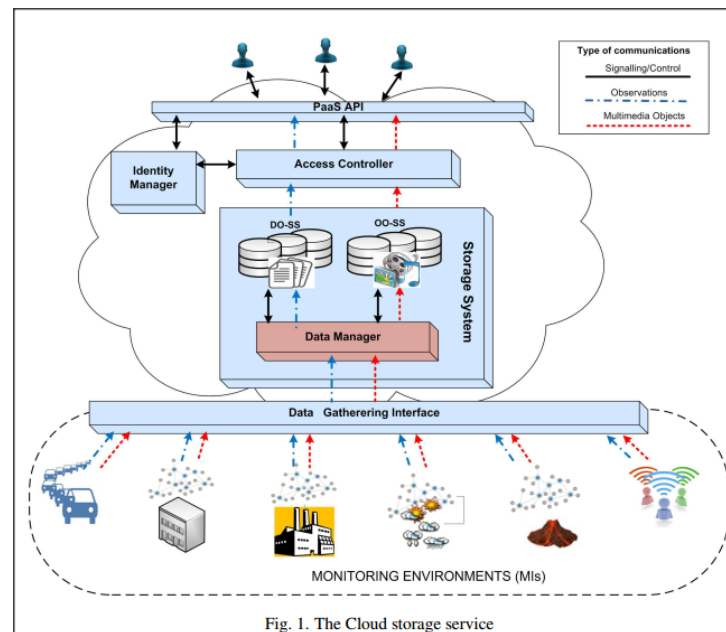 Type of communications
Signalling/Control
Observations
Multimedia Objects
PaaS API
Identity
Manager
Access Controller
DO-SS
OO-SS
Storage System
Data Manager
Data Gatherering Interface
MONITORING ENVIRONMENTS (MIs)
Fig. 1. The Cloud storage service